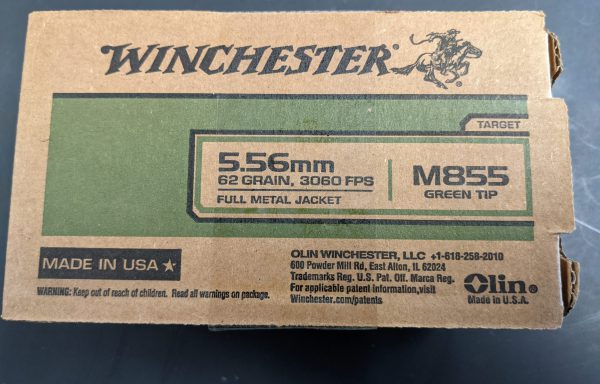 WINCHESTER
TARGET
5.56mm
62 GRAIN, 3060 FPS
FULL METAL JACKET
M855
GREEN TIP
MADE IN USA
WARNING: Keep out of reach of children. Read all warnings on package.
OLIN WINCHESTER, LLC +1-618-258-2010
600 Powder Mill Rd, East Alton, IL 62024
Trademarks Reg. U.S. Pat. Off. Marca Reg.
For applicable patent information,visit
Winchester.com/patents
Olin®
Made in U.S.A.